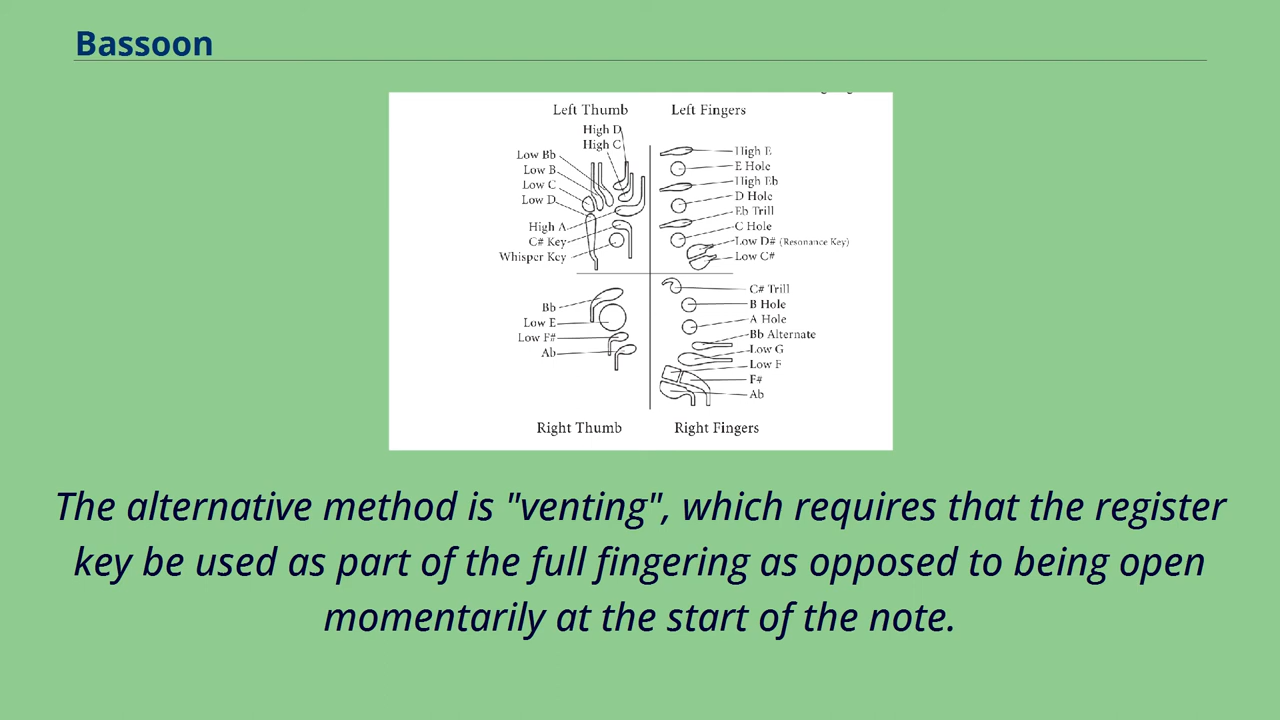 Bassoon
Left Thumb
Left Fingers
High D
High C
Low Bb
Low B
Low C
Low D
High A
C# Key
Whisper Key
High E
E Hole
High Eb
D Hole
Eb Trill
C Hole
Low D# (Resonance Key)
Low C#
Bb
Low E
Low F#
Ab
C# Trill
B Hole
A Hole
Bb Alternate
Low G
Low F
F#
Ab
Right Thumb
Right Fingers
The alternative method is "venting", which requires that the register
key be used as part of the full fingering as opposed to being open
momentarily at the start of the note.